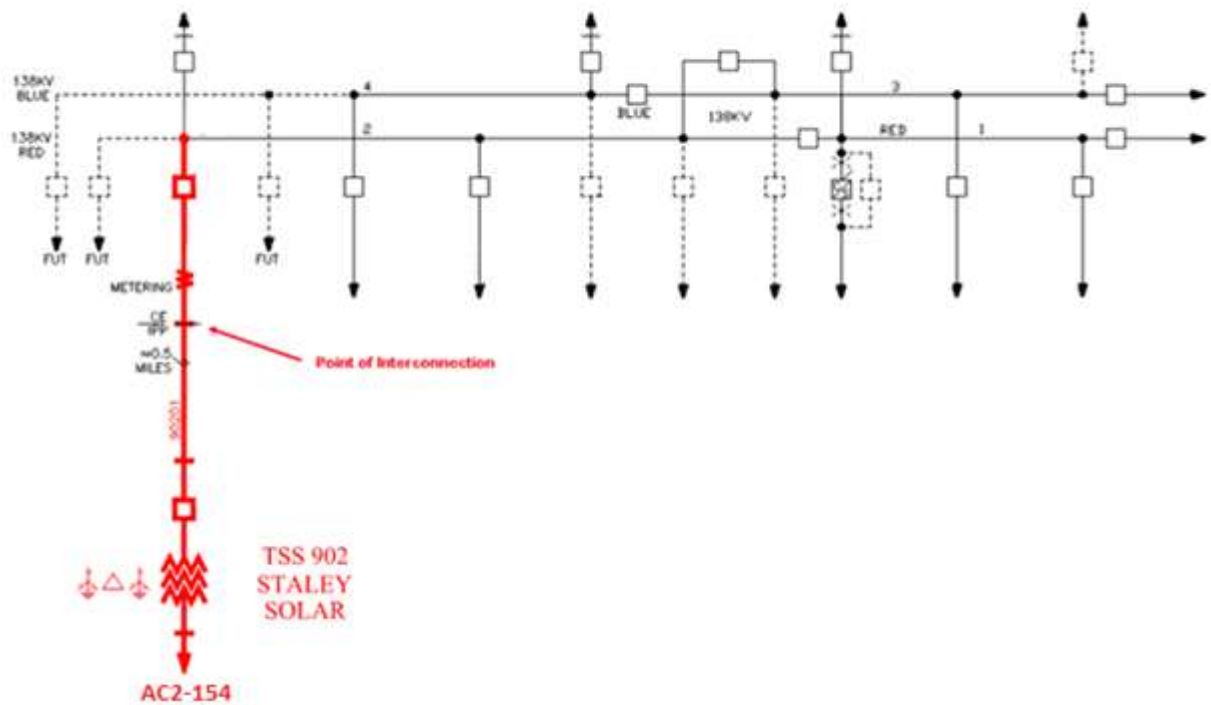 138KV
BLUE
4
BLUE
138KV
3
138KV
RED
2
RED
1
FUT
FUT
FUT
METERING
CE
IPP
≈0.5
MILES
Point of Interconnection
90201
TSS 902
STALEY
SOLAR
AC2-154